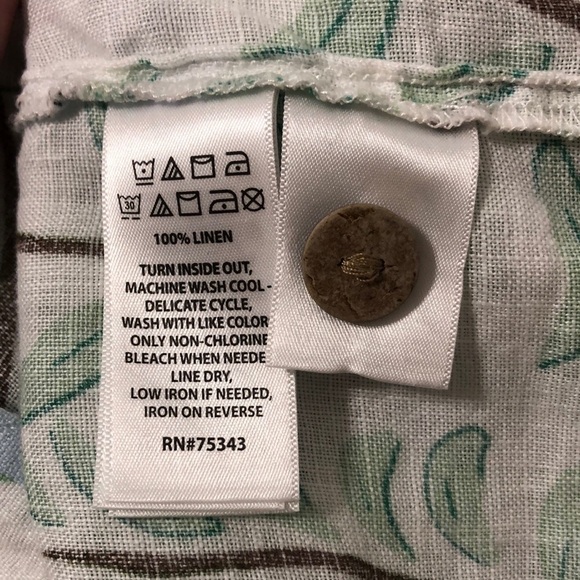 30
100% LINEN
TURN INSIDE OUT,
MACHINE WASH COOL -
DELICATE CYCLE,
WASH WITH LIKE COLOR
ONLY NON-CHLORINE
BLEACH WHEN NEEDE
LINE DRY,
LOW IRON IF NEEDED,
IRON ON REVERSE
RN#75343